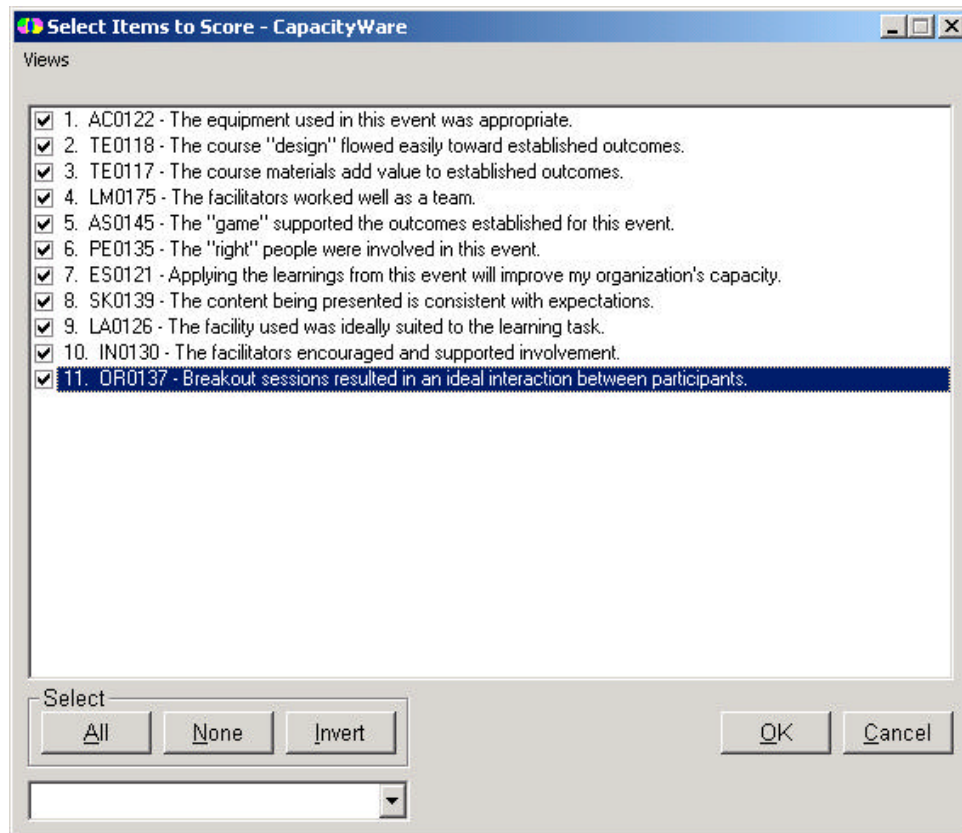 Select Items to Score - CapacityWare
Views
1. AC0122 - The equipment used in this event was appropriate.
2. TE0118 - The course "design" flowed easily toward established outcomes.
3. TE0117 - The course materials add value to established outcomes.
4. LM0175 - The facilitators worked well as a team.
5. AS0145 - The "game" supported the outcomes established for this event.
6. PE0135 - The "right" people were involved in this event.
7. ES0121 - Applying the learnings from this event will improve my organization's capacity.
8. SK0139 - The content being presented is consistent with expectations.
9. LA0126 - The facility used was ideally suited to the learning task.
10. IN0130 - The facilitators encouraged and supported involvement.
11. OR0137 - Breakout sessions resulted in an ideal interaction between participants.
Select
All None Invert OK Cancel